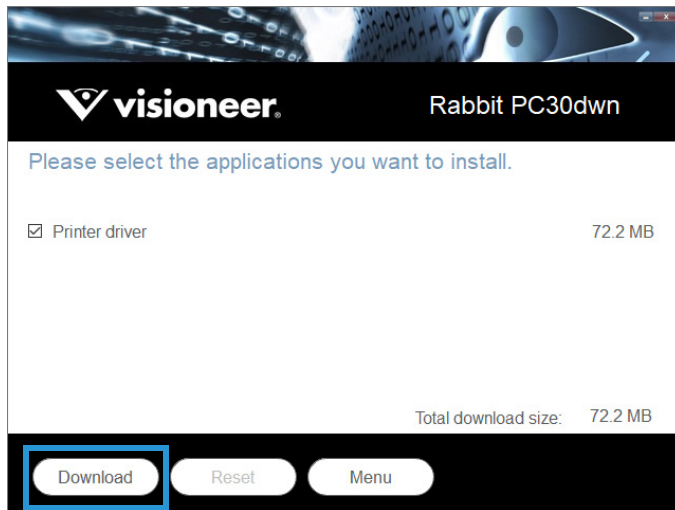 visioneer®
Rabbit PC30dwn
Please select the applications you want to install.
Printer driver 72.2 MB
Total download size: 72.2 MB
Download Reset Menu